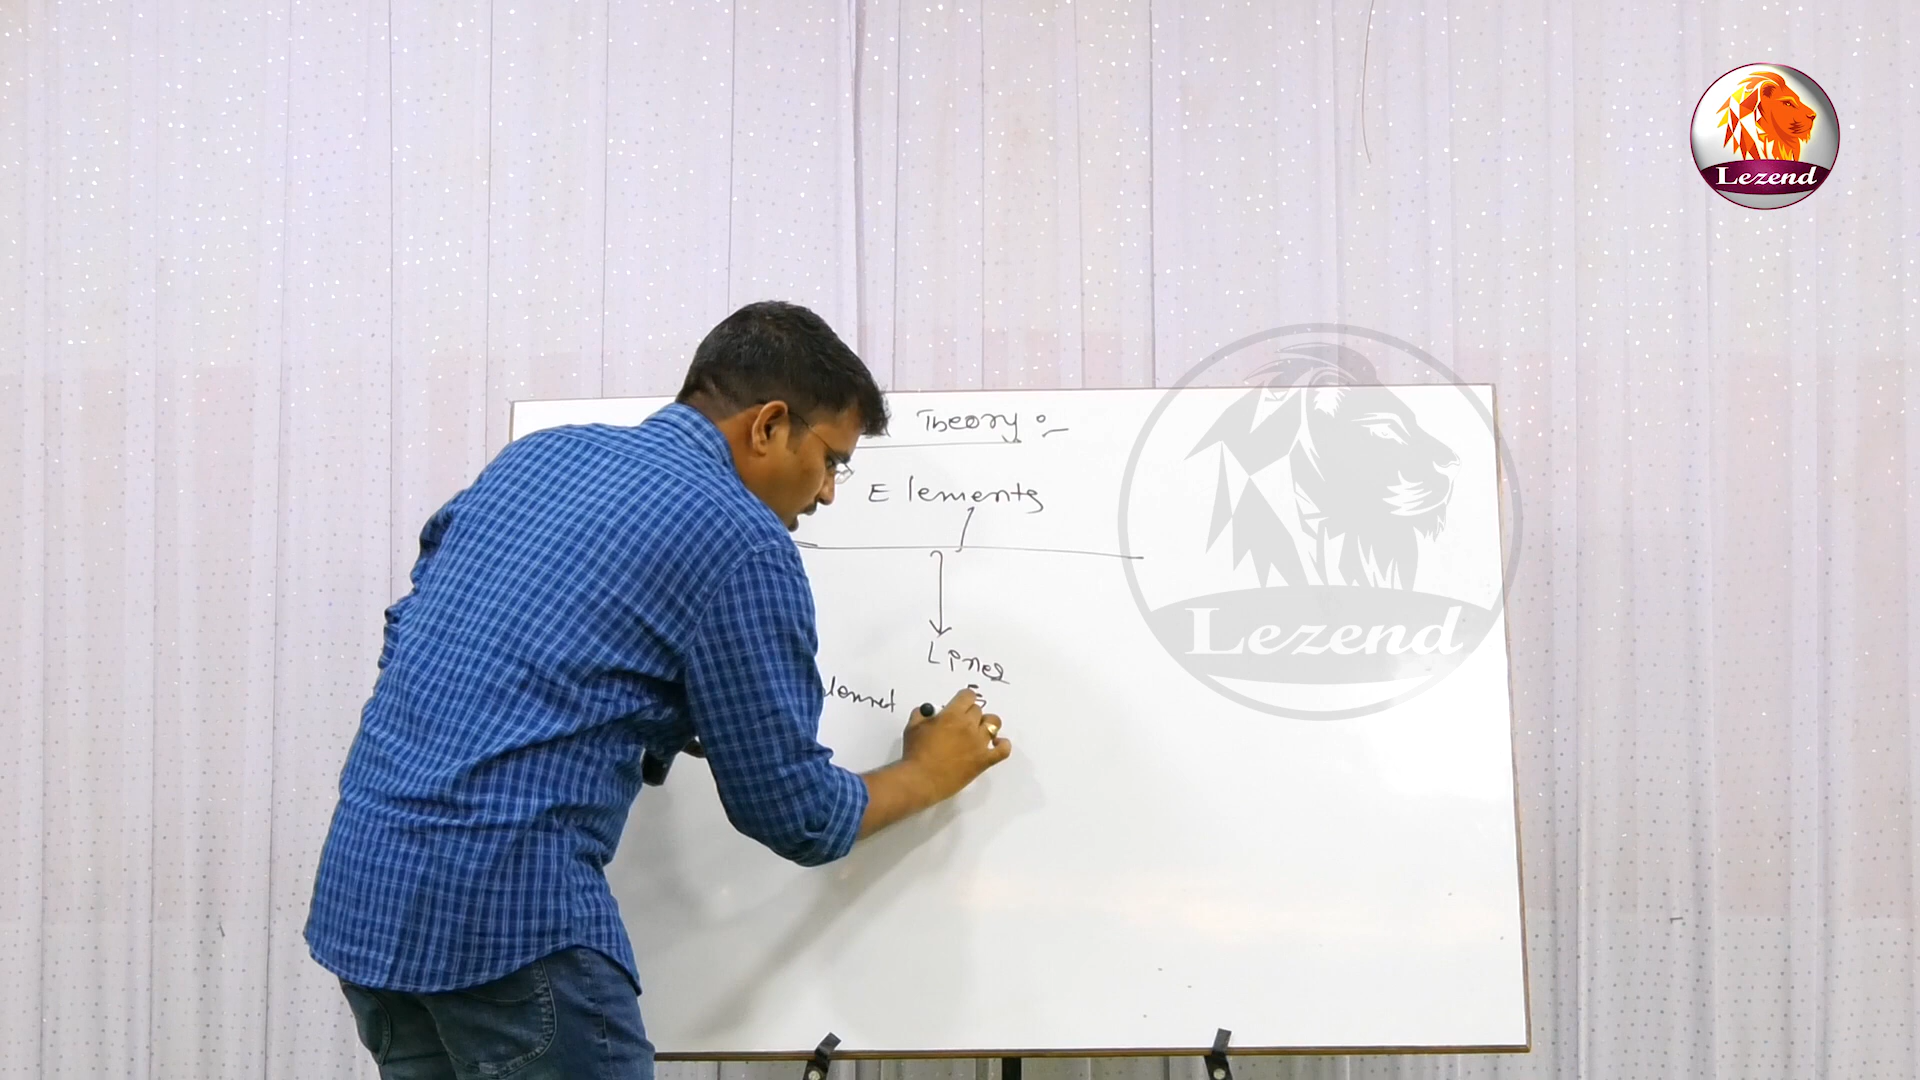 Theory :-
Elements
Lines
Lezend
Lezend